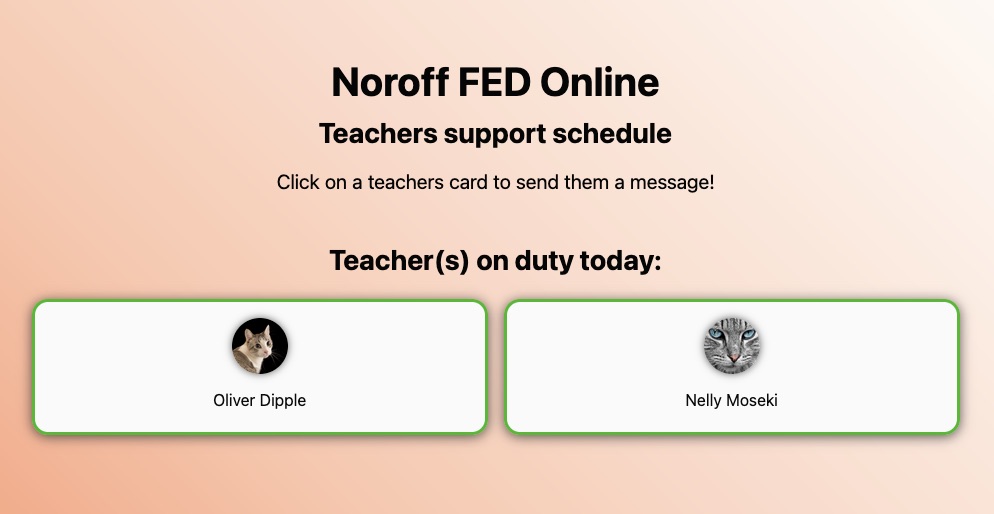 Noroff FED Online
Teachers support schedule
Click on a teachers card to send them a message!
Teacher(s) on duty today:
Oliver Dipple
Nelly Moseki